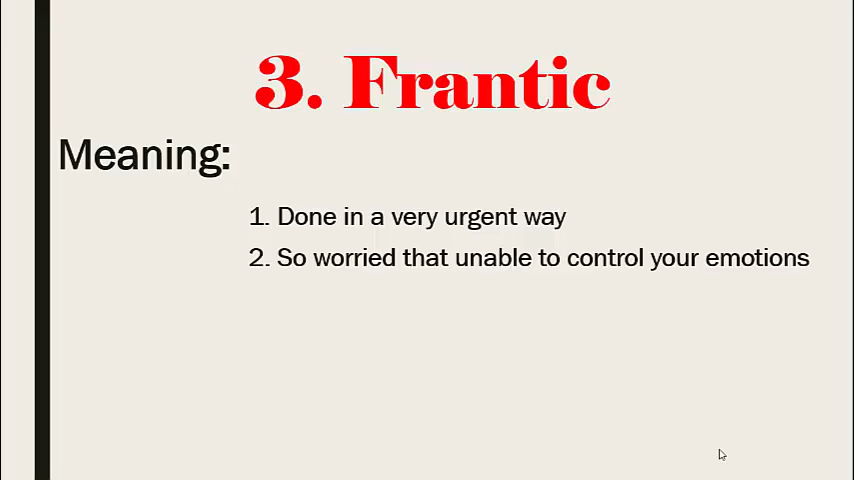 3. Frantic
Meaning:
1. Done in a very urgent way
2. So worried that unable to control your emotions